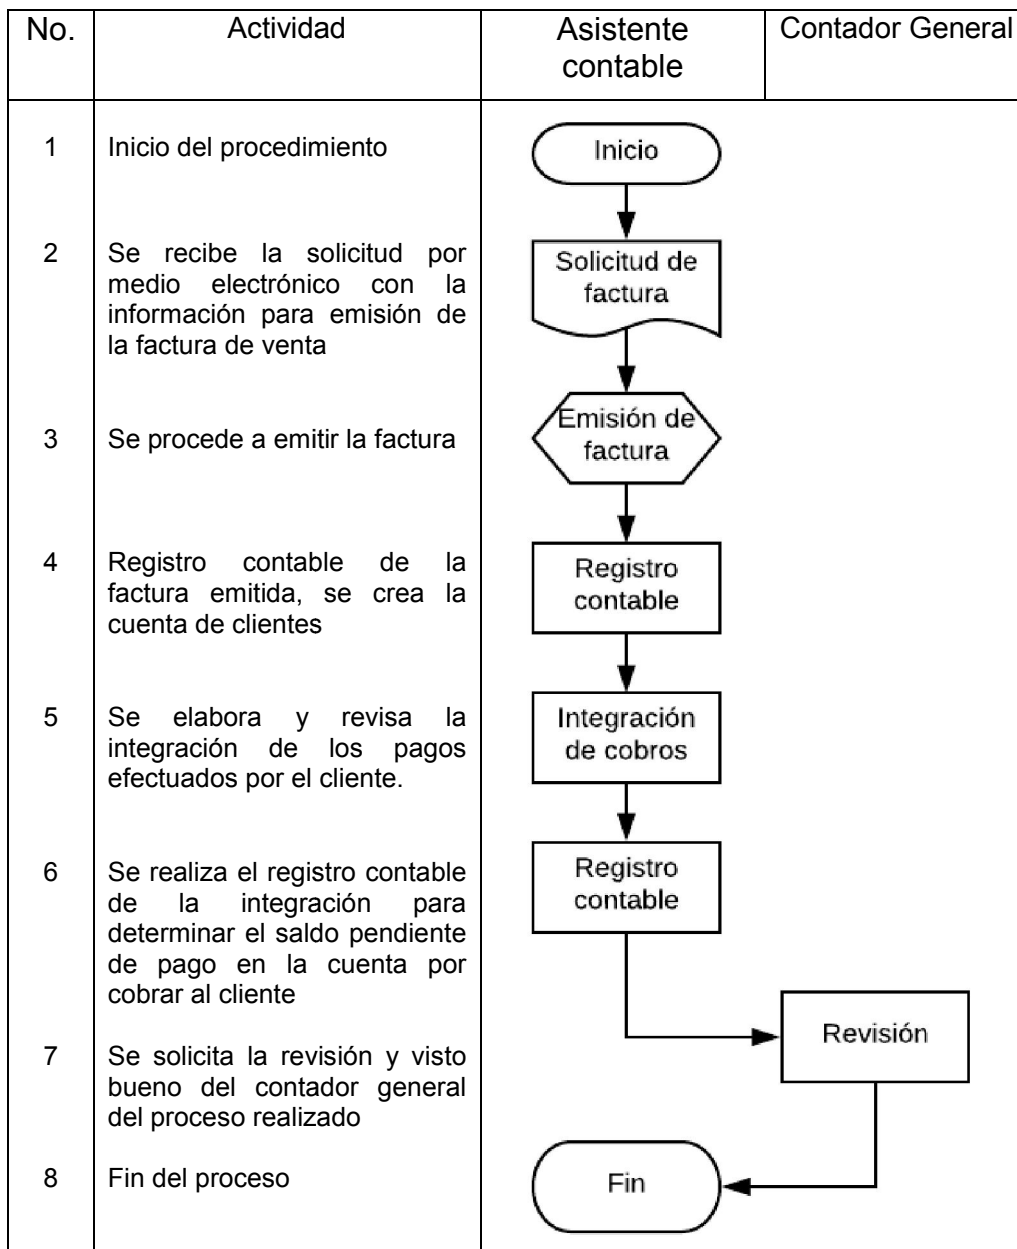 No.
Actividad
Asistente
contable
Contador General
1
Inicio del procedimiento
Inicio
2
Se recibe la solicitud por
medio electrónico con la
información para emisión de
la factura de venta
Solicitud de
factura
3
Se procede a emitir la factura
Emisión de
factura
4
Registro contable de la
factura emitida, se crea la
cuenta de clientes
Registro
contable
5
Se elabora y revisa la
integración de los pagos
efectuados por el cliente.
Integración
de cobros
6
Se realiza el registro contable
de la integración para
determinar el saldo pendiente
de pago en la cuenta por
cobrar al cliente
Registro
contable
7
Se solicita la revisión y visto
bueno del contador general
del proceso realizado
Revisión
8
Fin del proceso
Fin